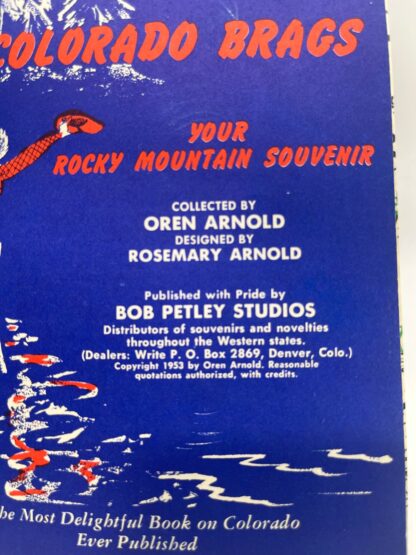 COLORADO BRAGS
YOUR
ROCKY MOUNTAIN SOUVENIR
COLLECTED BY
OREN ARNOLD
DESIGNED BY
ROSEMARY ARNOLD
Published with Pride by
BOB PETLEY STUDIOS
Distributors of souvenirs and novelties
throughout the Western states.
(Dealers: Write P. O. Box 2869, Denver, Colo.)
Copyright 1953 by Oren Arnold. Reasonable
quotations authorized, with credits.
he Most Delightful Book on Colorado
Ever Published